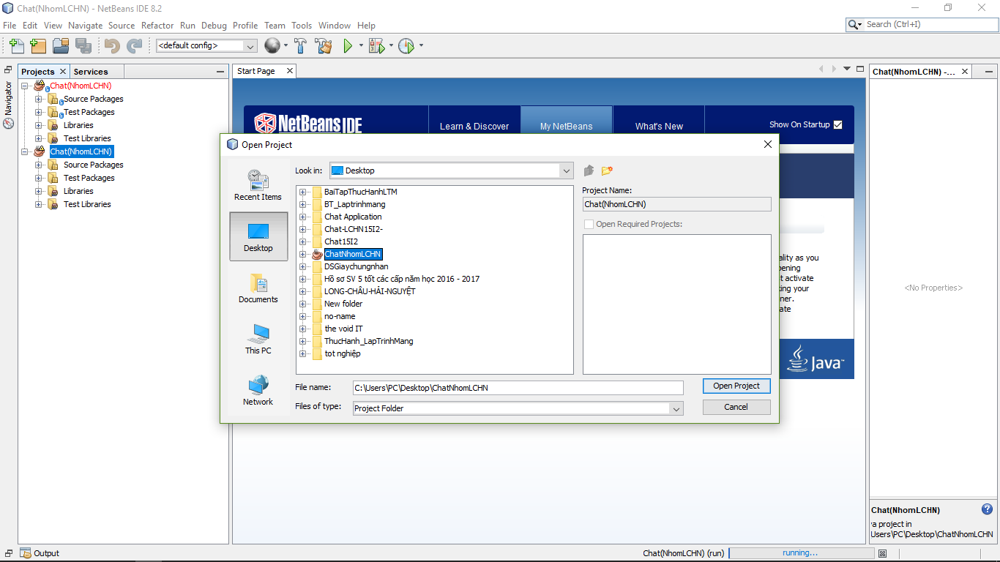 Chat(NhomLCHN) - NetBeans IDE 8.2
File Edit View Navigate Source Refactor Run Debug Profile Team Tools Window Help
Search (Ctrl+I)
<default config>
Navigator
Projects
Services
Chat(NhomLCHN)
Source Packages
Test Packages
Libraries
Test Libraries
Chat(NhomLCHN)
Source Packages
Test Packages
Libraries
Test Libraries
Start Page
NetBeans IDE
Learn & Discover
My NetBeans
What's New
Show On Startup
Open Project
Look in:
Desktop
Recent Items
Desktop
Documents
This PC
Network
BaiTapThucHanhLTM
BT_Laptrinhmang
Chat Application
Chat-LCHN15I2-
Chat15I2
ChatNhomLCHN
DSGiaychungnhan
Hồ sơ SV 5 tốt các cấp năm học 2016 - 2017
LONG-CHÂU-HẢI-NGUYỆT
New folder
no-name
the void IT
ThucHanh_LapTrinhMang
tot nghiệp
Project Name:
Chat(NhomLCHN)
Open Required Projects:
File name:
C:\Users\PC\Desktop\ChatNhomLCHN
Files of type:
Project Folder
Open Project
Cancel
ality as you
pening
t activate
king your
ner.
ate
Java™
Chat(NhomLCHN) -...
<No Properties>
Chat(NhomLCHN)
a project in
Users\PC\Desktop\ChatNhomLCHN
Output
Chat(NhomLCHN) (run)
running...